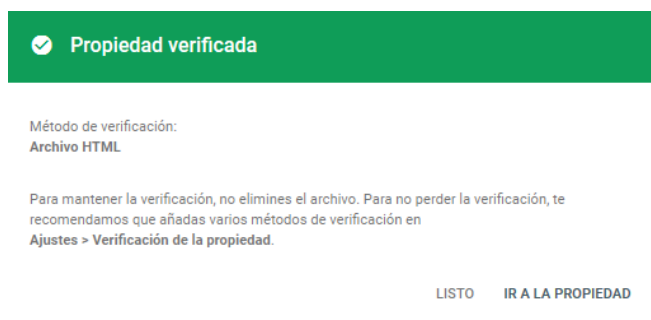 Propiedad verificada
Método de verificación:
Archivo HTML
Para mantener la verificación, no elimines el archivo. Para no perder la verificación, te
recomendamos que añadas varios métodos de verificación en
Ajustes > Verificación de la propiedad.
LISTO IR A LA PROPIEDAD